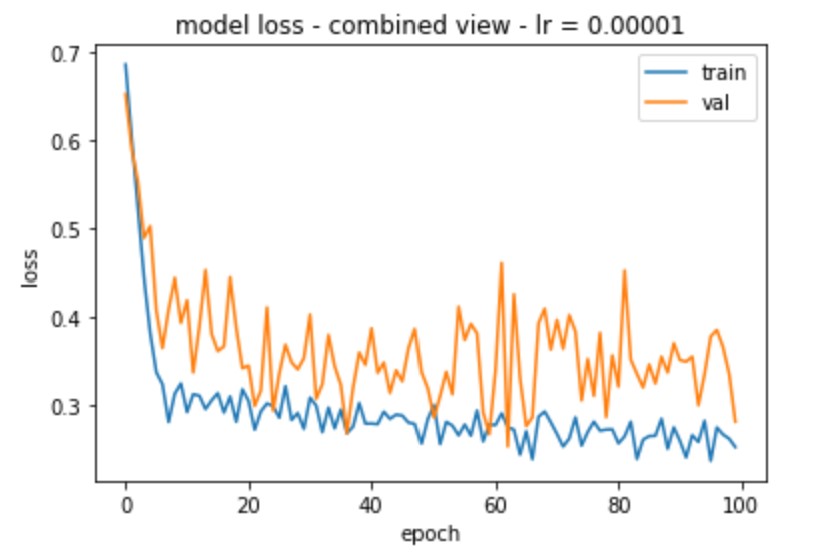 model loss - combined view - lr = 0.00001
train
val
loss
0.7
0.6
0.5
0.4
0.3
0 20 40 60 80 100
epoch